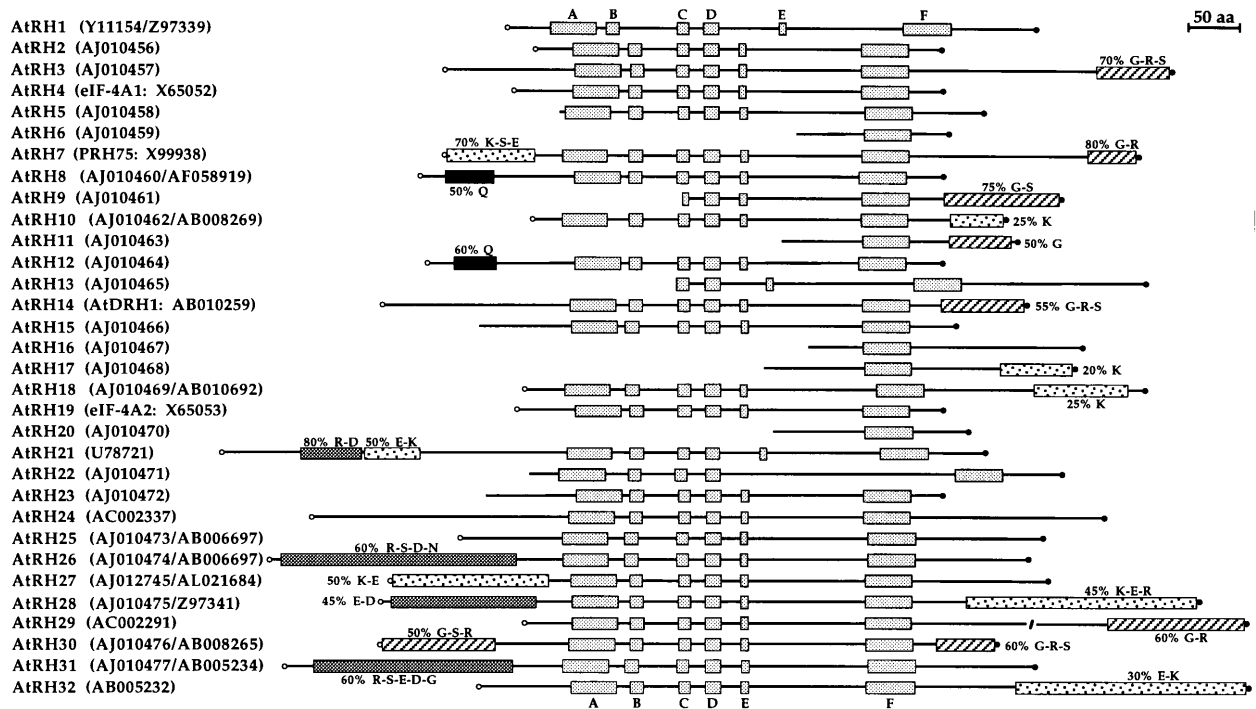 A B C D E F
50 aa
AtRH1 (Y11154/Z97339)
AtRH2 (AJ010456)
AtRH3 (AJ010457) 70% G-R-S
AtRH4 (eIF-4A1: X65052)
AtRH5 (AJ010458)
AtRH6 (AJ010459)
AtRH7 (PRH75: X99938) 70% K-S-E 80% G-R
AtRH8 (AJ010460/AF058919) 50% Q
AtRH9 (AJ010461) 75% G-S
AtRH10 (AJ010462/AB008269) 25% K
AtRH11 (AJ010463) 50% G
AtRH12 (AJ010464) 60% Q
AtRH13 (AJ010465)
AtRH14 (AtDRH1: AB010259) 55% G-R-S
AtRH15 (AJ010466)
AtRH16 (AJ010467)
AtRH17 (AJ010468) 20% K
AtRH18 (AJ010469/AB010692) 25% K
AtRH19 (eIF-4A2: X65053)
AtRH20 (AJ010470)
AtRH21 (U78721) 80% R-D 50% E-K
AtRH22 (AJ010471)
AtRH23 (AJ010472)
AtRH24 (AC002337)
AtRH25 (AJ010473/AB006697)
AtRH26 (AJ010474/AB006697) 60% R-S-D-N
AtRH27 (AJ012745/AL021684) 50% K-E
AtRH28 (AJ010475/Z97341) 45% E-D 45% K-E-R
AtRH29 (AC002291) 60% G-R
AtRH30 (AJ010476/AB008265) 50% G-S-R 60% G-R-S
AtRH31 (AJ010477/AB005234) 60% R-S-E-D-G
AtRH32 (AB005232) 30% E-K
A B C D E F